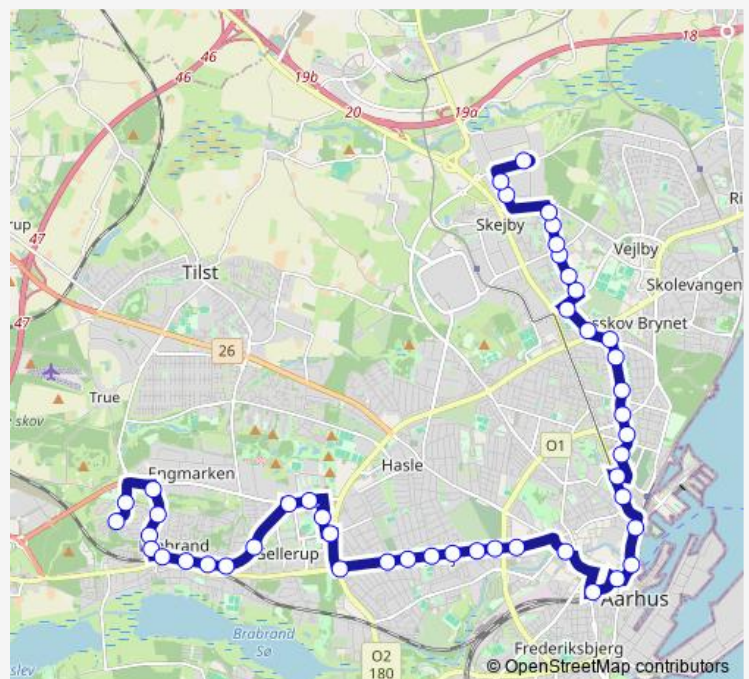 18
46
46
19b
20
19a
Ri
rup
Skejby
Vejlby
47
Tilst
Skolevangen
47
sskov Brynet
26
True
skov
O1
Engmarken
Hasle
abrand
Gellerup
Aarhus
Brabrand
Sø
Frederiksbjerg
O2
180
slev
© OpenStreetMap contributors